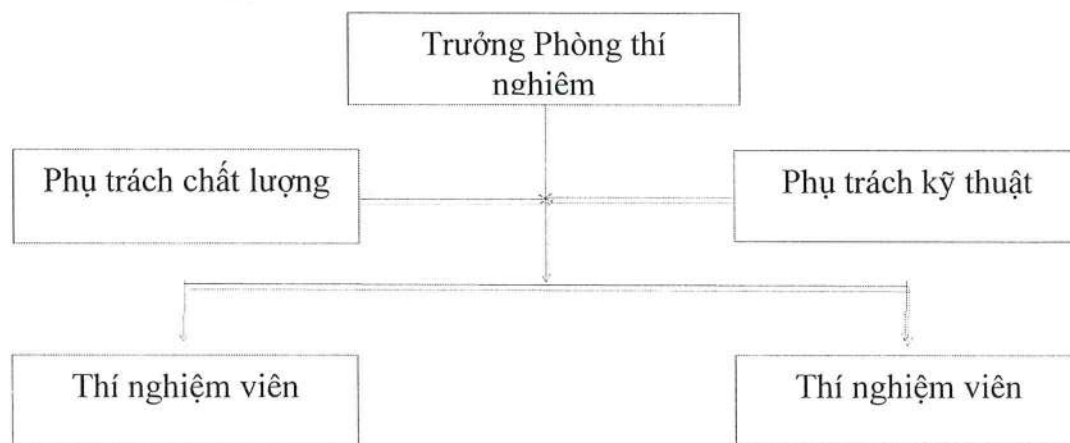 Trưởng Phòng thí
nghiệm
Phụ trách chất lượng
Phụ trách kỹ thuật
Thí nghiệm viên
Thí nghiệm viên